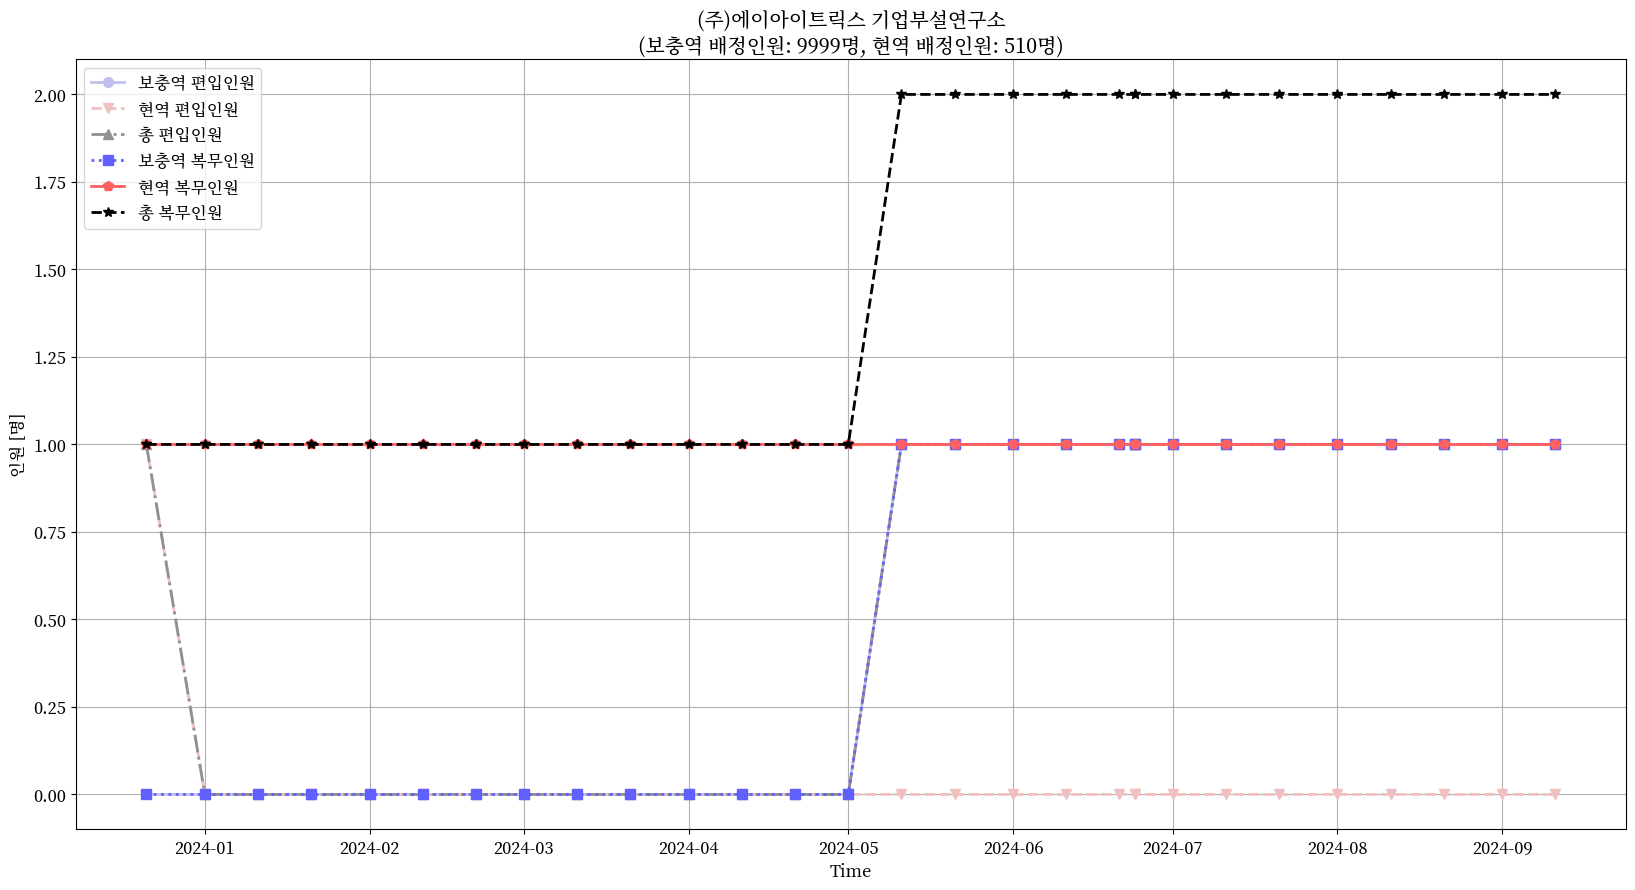 (주)에이아이트릭스 기업부설연구소
(보충역 배정인원: 9999명, 현역 배정인원: 510명)
보충역 편입인원
현역 편입인원
총 편입인원
보충역 복무인원
현역 복무인원
총 복무인원
2.00
1.75
1.50
1.25
1.00
0.75
0.50
0.25
0.00
인원 [명]
2024-01
2024-02
2024-03
2024-04
2024-05
2024-06
2024-07
2024-08
2024-09
Time